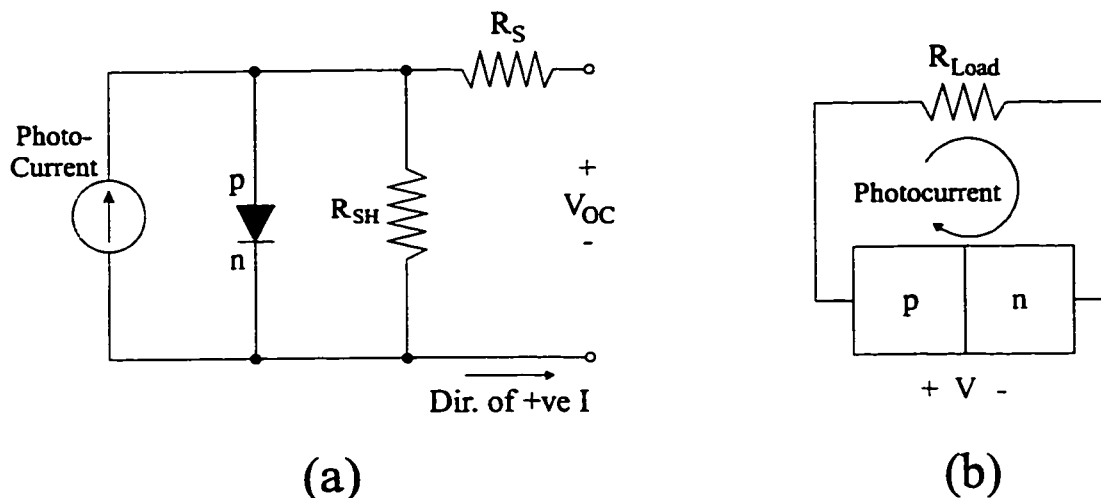 R_S
Photo-
Current
p
n
R_SH
+
V_OC
-
Dir. of +ve I
(a)
R_Load
Photocurrent
p
n
+ V -
(b)